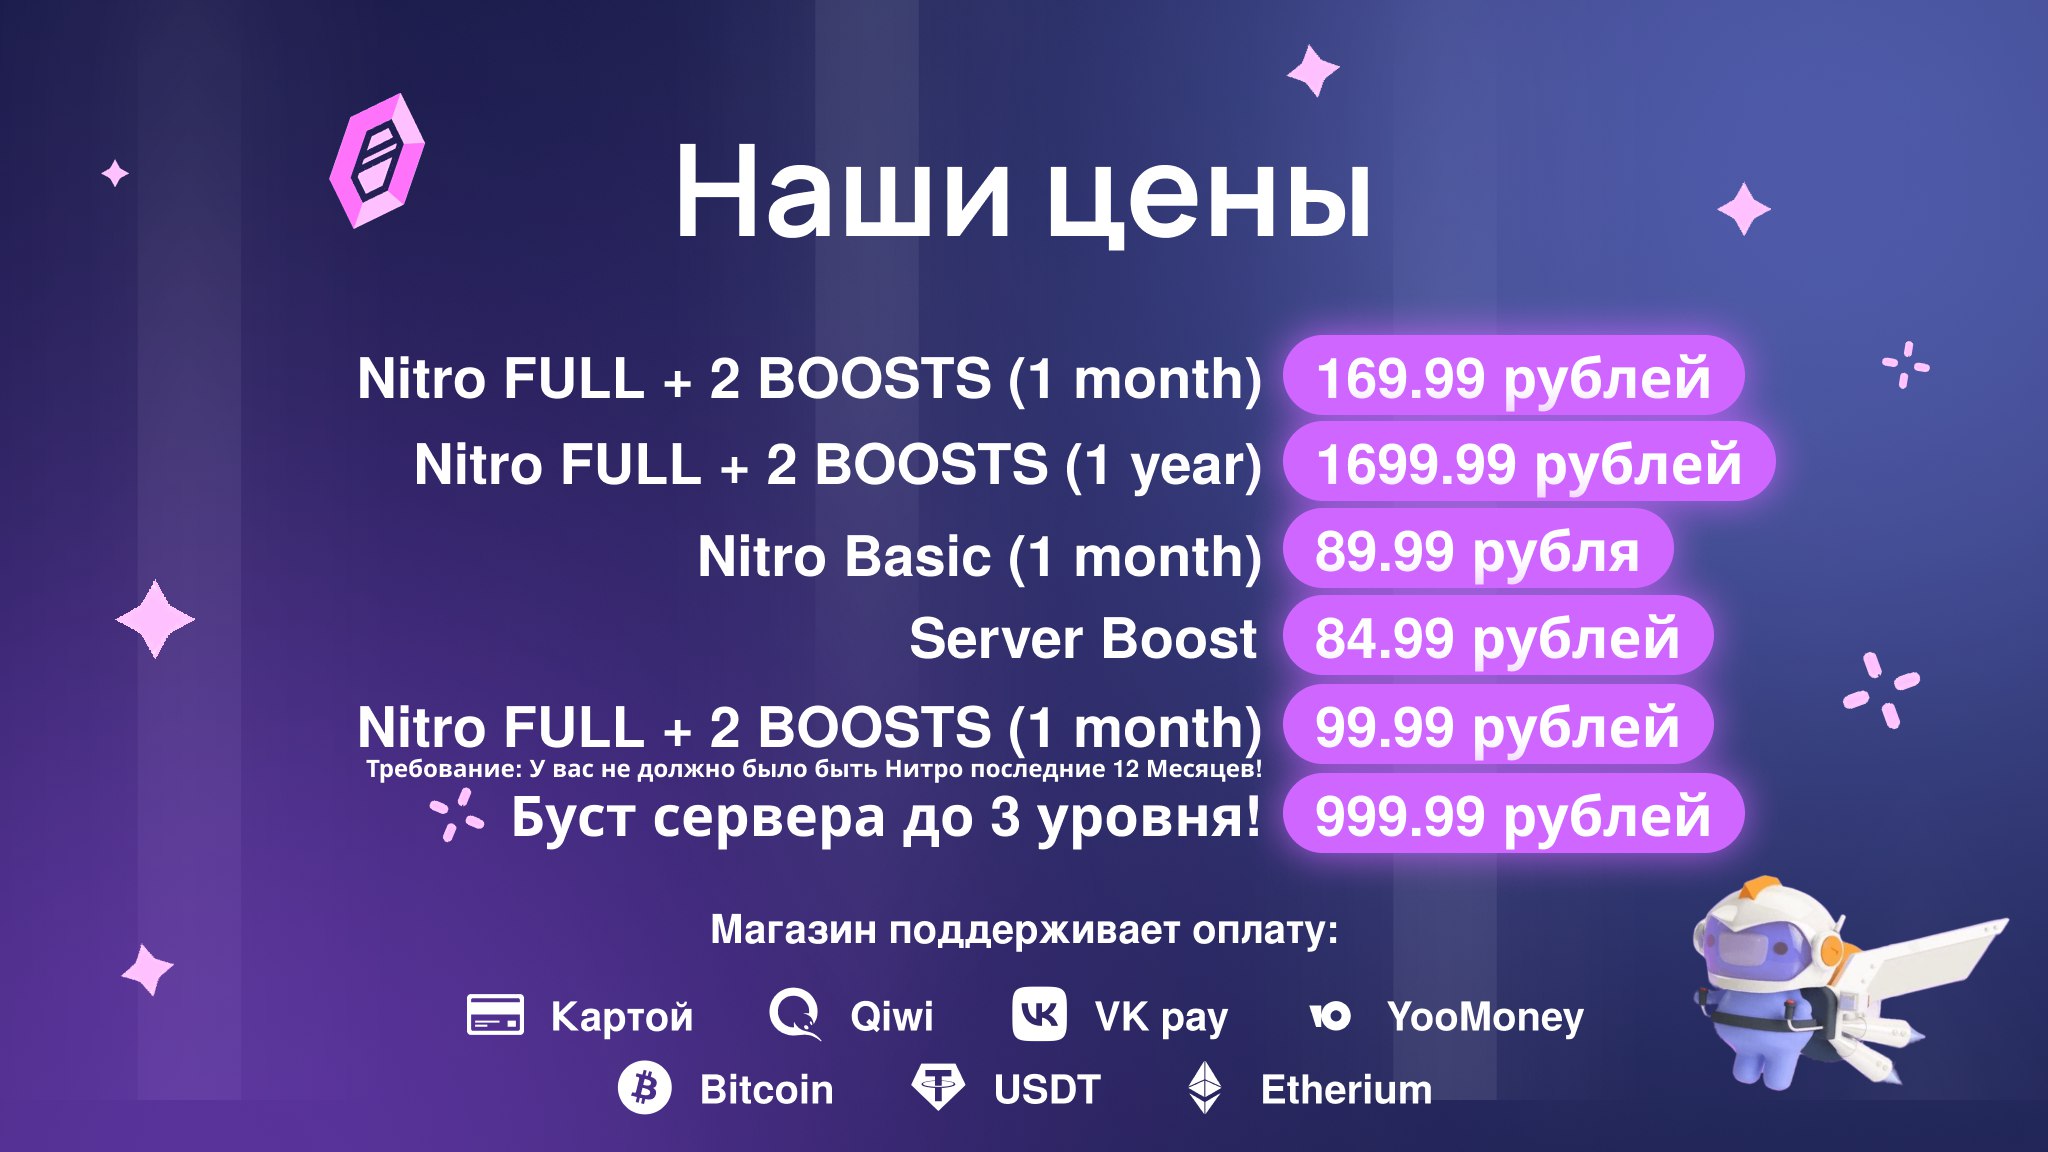 Наши цены
Nitro FULL + 2 BOOSTS (1 month) 169.99 рублей
Nitro FULL + 2 BOOSTS (1 year) 1699.99 рублей
Nitro Basic (1 month) 89.99 рубля
Server Boost 84.99 рублей
Nitro FULL + 2 BOOSTS (1 month) 99.99 рублей
Требование: У вас не должно было быть Нитро последние 12 Месяцев!
Буст сервера до 3 уровня! 999.99 рублей
Магазин поддерживает оплату:
Картой Qiwi VK pay YooMoney
Bitcoin USDT Etherium